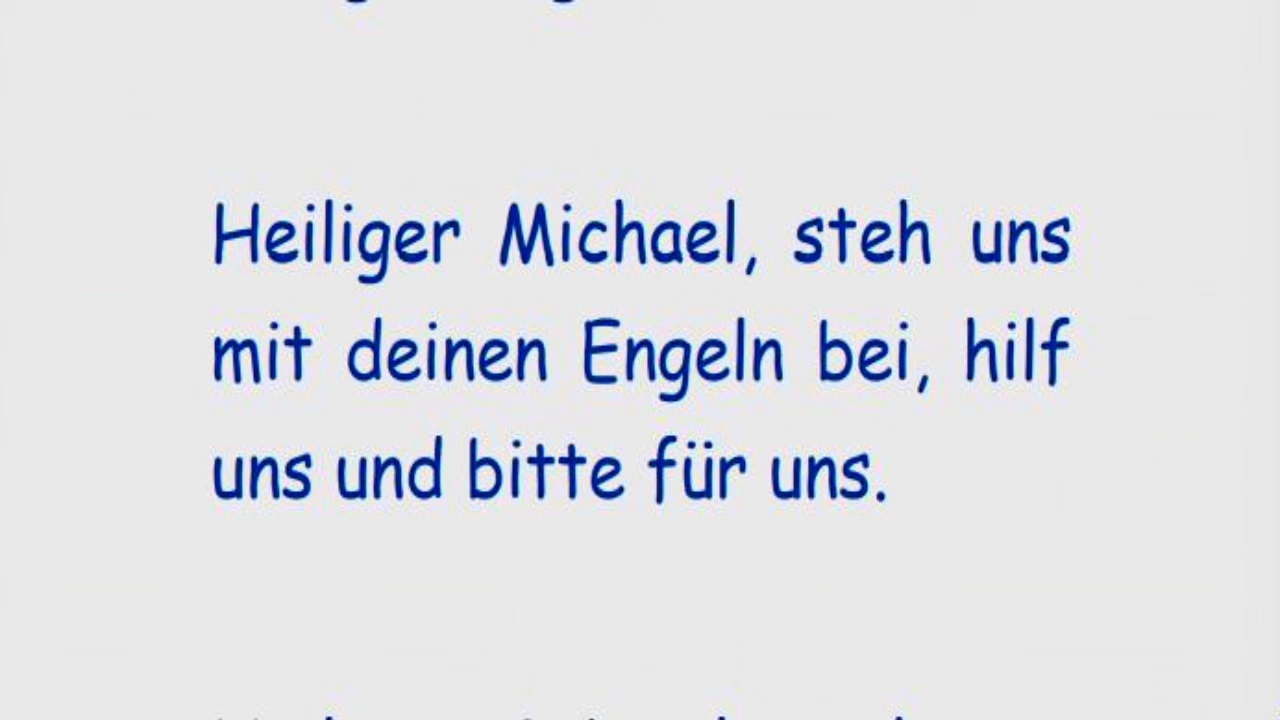 Heiliger Michael, steh uns
mit deinen Engeln bei, hilf
uns und bitte für uns.